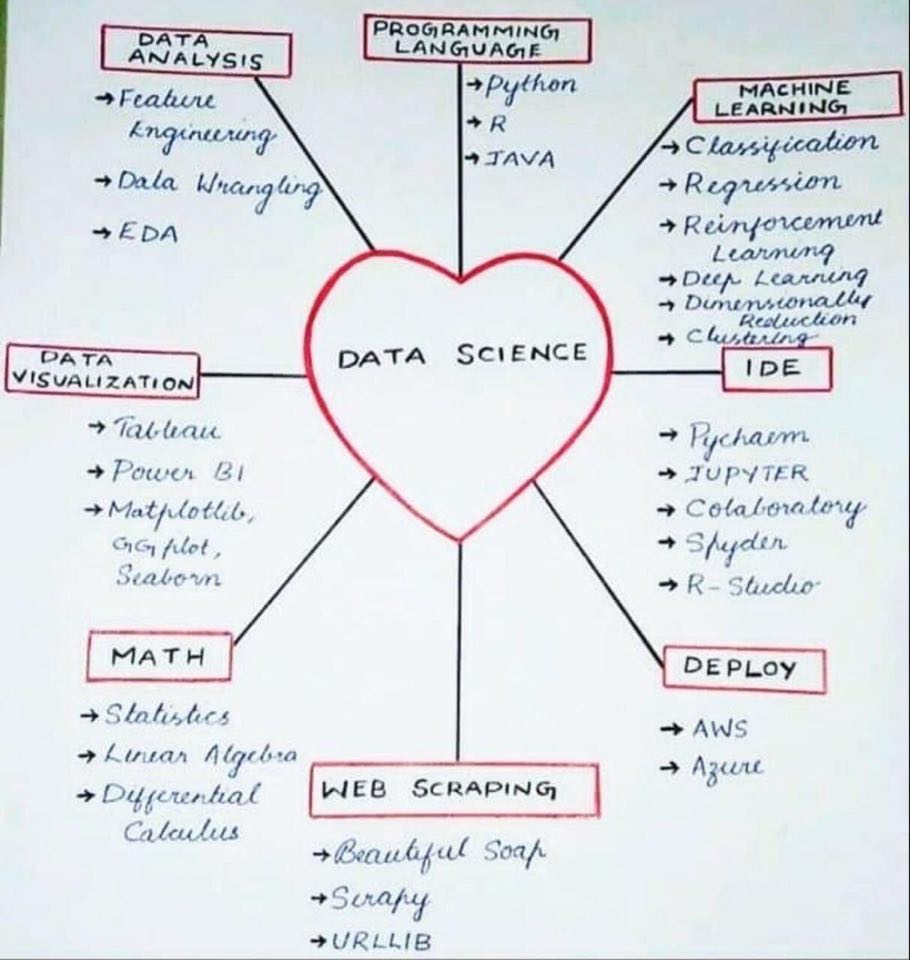 DATA
ANALYSIS
→ Feature
Engineering
→ Data Wrangling
→ EDA
PROGRAMMING
LANGUAGE
→ Python
→ R
→ JAVA
MACHINE
LEARNING
→ Classification
→ Regression
→ Reinforcement
Learning
→ Deep Learning
→ Dimensionally
Reduction
→ Clustering
DATA SCIENCE
DATA
VISUALIZATION
→ Tableau
→ Power BI
→ Matplotlib,
GG plot,
Seaborn
IDE
→ Pychaem
→ JUPYTER
→ Colaboratory
→ Spyder
→ R-Studio
MATH
→ Statistics
→ Linear Algebra
→ Differential
Calculus
WEB SCRAPING
→ Beautiful Soap
→ Scrapy
→ URLLIB
DEPLOY
→ AWS
→ Azure